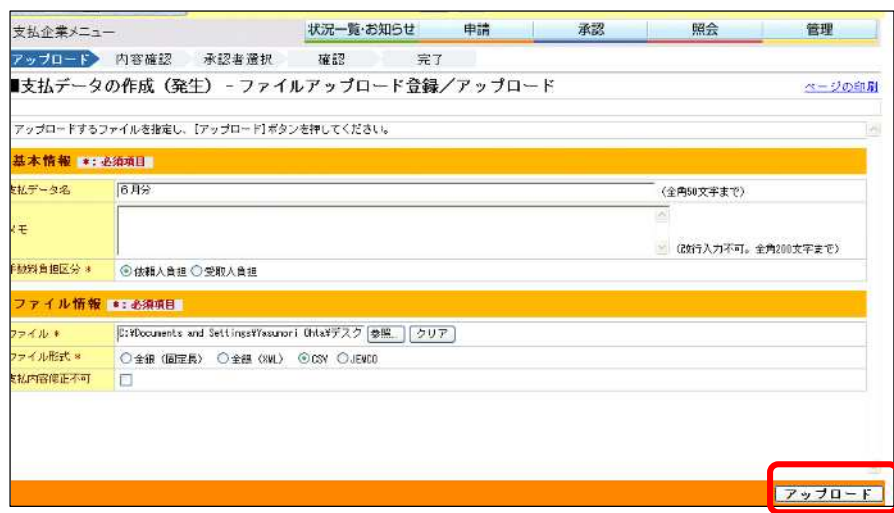 支払企業メニュー 状況一覧・お知らせ 申請 承認 照会 管理
アップロード 内容確認 承認者選択 確認 完了
■支払データの作成（発生） －ファイルアップロード登録／アップロード ページの印刷
アップロードするファイルを指定し、[アップロード]ボタンを押してください。
基本情報 *：必須項目
支払データ名 6月分 (全角50文字まで)
メモ (改行入力不可。全角200文字まで)
手数料負担区分 * 依頼人負担 受取人負担
ファイル情報 *：必須項目
ファイル * C:¥Documents and Settings¥Yasunori Ohta¥デスク 参照... クリア
ファイル形式 * 全銀（固定長） 全銀（XML） CSV JEMCO
支払内容修正不可
アップロード